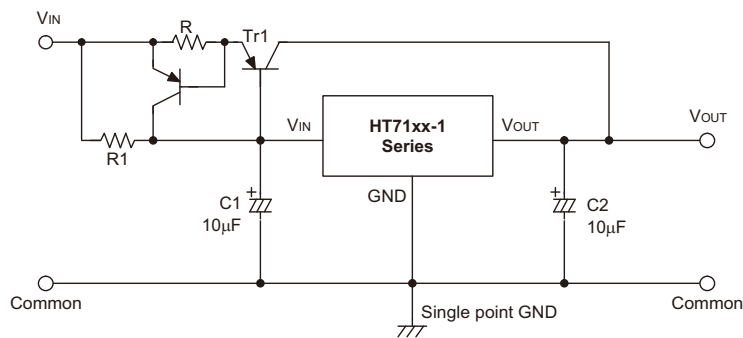 VIN
R
Tr1
R1
VIN
HT71xx-1
Series
VOUT
VOUT
GND
C1
10μF
C2
10μF
Common
Single point GND
Common